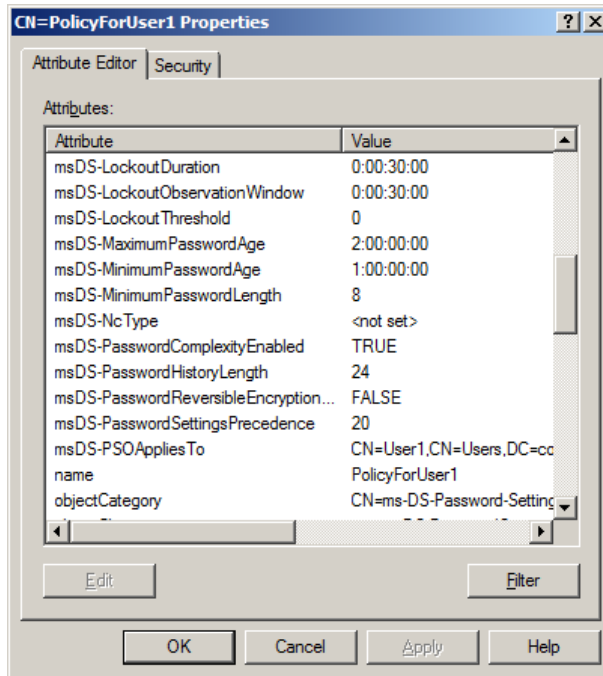 CN=PolicyForUser1 Properties
Attribute Editor Security
Attributes:
Attribute Value
msDS-LockoutDuration 0:00:30:00
msDS-LockoutObservationWindow 0:00:30:00
msDS-LockoutThreshold 0
msDS-MaximumPasswordAge 2:00:00:00
msDS-MinimumPasswordAge 1:00:00:00
msDS-MinimumPasswordLength 8
msDS-NcType <not set>
msDS-PasswordComplexityEnabled TRUE
msDS-PasswordHistoryLength 24
msDS-PasswordReversibleEncryption... FALSE
msDS-PasswordSettingsPrecedence 20
msDS-PSOAppliesTo CN=User1,CN=Users,DC=co
name PolicyForUser1
objectCategory CN=ms-DS-Password-Setting
Edit Filter
OK Cancel Apply Help